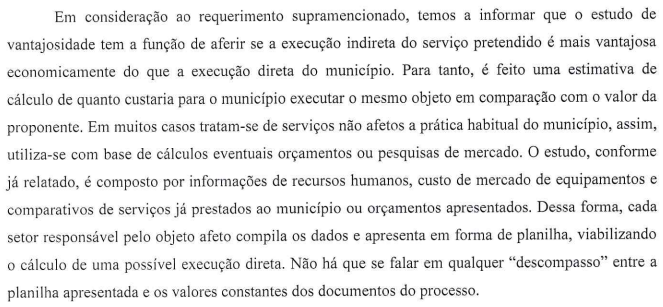 Em consideração ao requerimento supramencionado, temos a informar que o estudo de
vantajosidade tem a função de aferir se a execução indireta do serviço pretendido é mais vantajosa
economicamente do que a execução direta do município. Para tanto, é feito uma estimativa de
cálculo de quanto custaria para o município executar o mesmo objeto em comparação com o valor da
proponente. Em muitos casos tratam-se de serviços não afetos a prática habitual do município, assim,
utiliza-se com base de cálculos eventuais orçamentos ou pesquisas de mercado. O estudo, conforme
já relatado, é composto por informações de recursos humanos, custo de mercado de equipamentos e
comparativos de serviços já prestados ao município ou orçamentos apresentados. Dessa forma, cada
setor responsável pelo objeto afeto compila os dados e apresenta em forma de planilha, viabilizando
o cálculo de uma possível execução direta. Não há que se falar em qualquer “descompasso” entre a
planilha apresentada e os valores constantes dos documentos do processo.